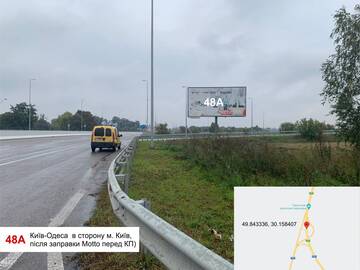 48А
48А
Київ-Одеса в сторону м. Київ,
після заправки Motto перед КП)
49.843336, 30.158407